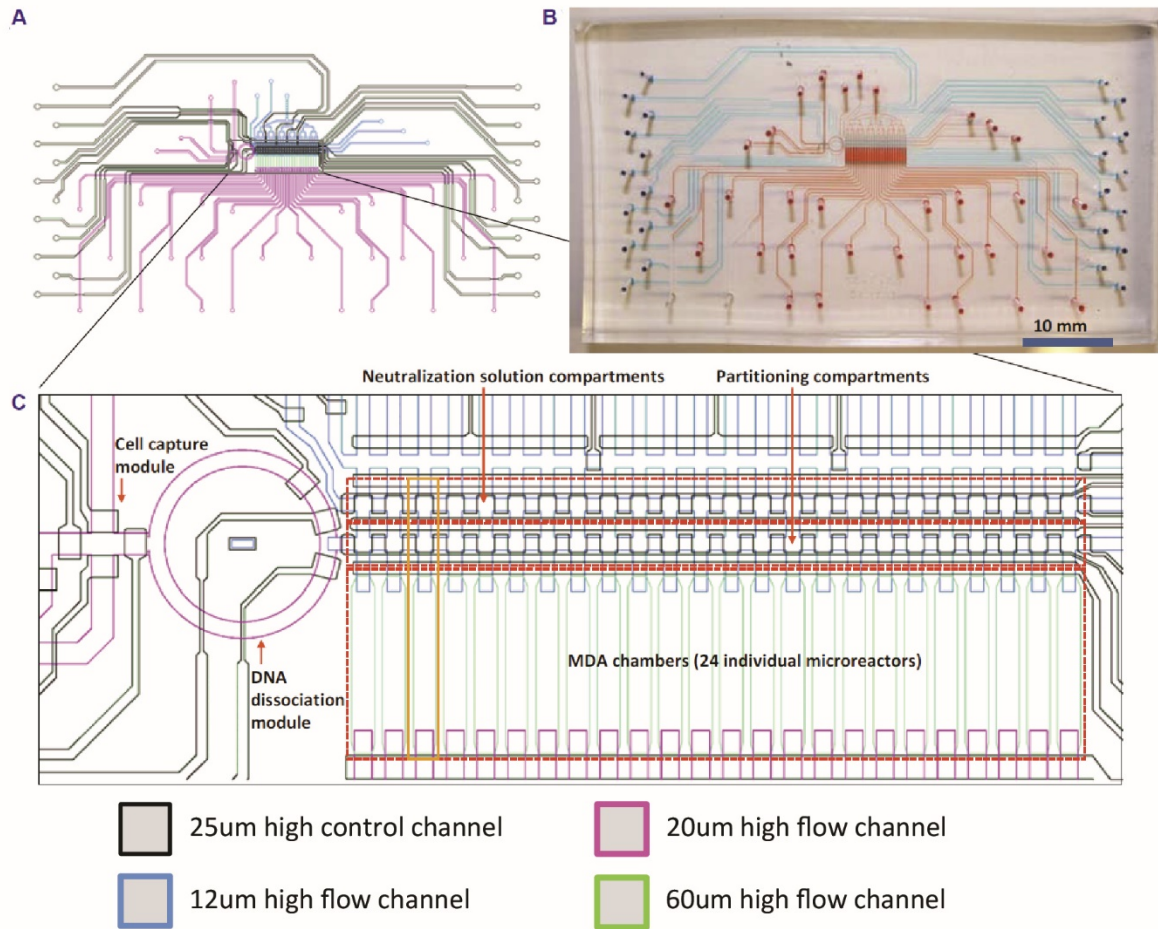 A
B
10 mm
Neutralization solution compartments
Partitioning compartments
C
Cell capture
module
DNA
dissociation
module
MDA chambers (24 individual microreactors)
25um high control channel
20um high flow channel
12um high flow channel
60um high flow channel